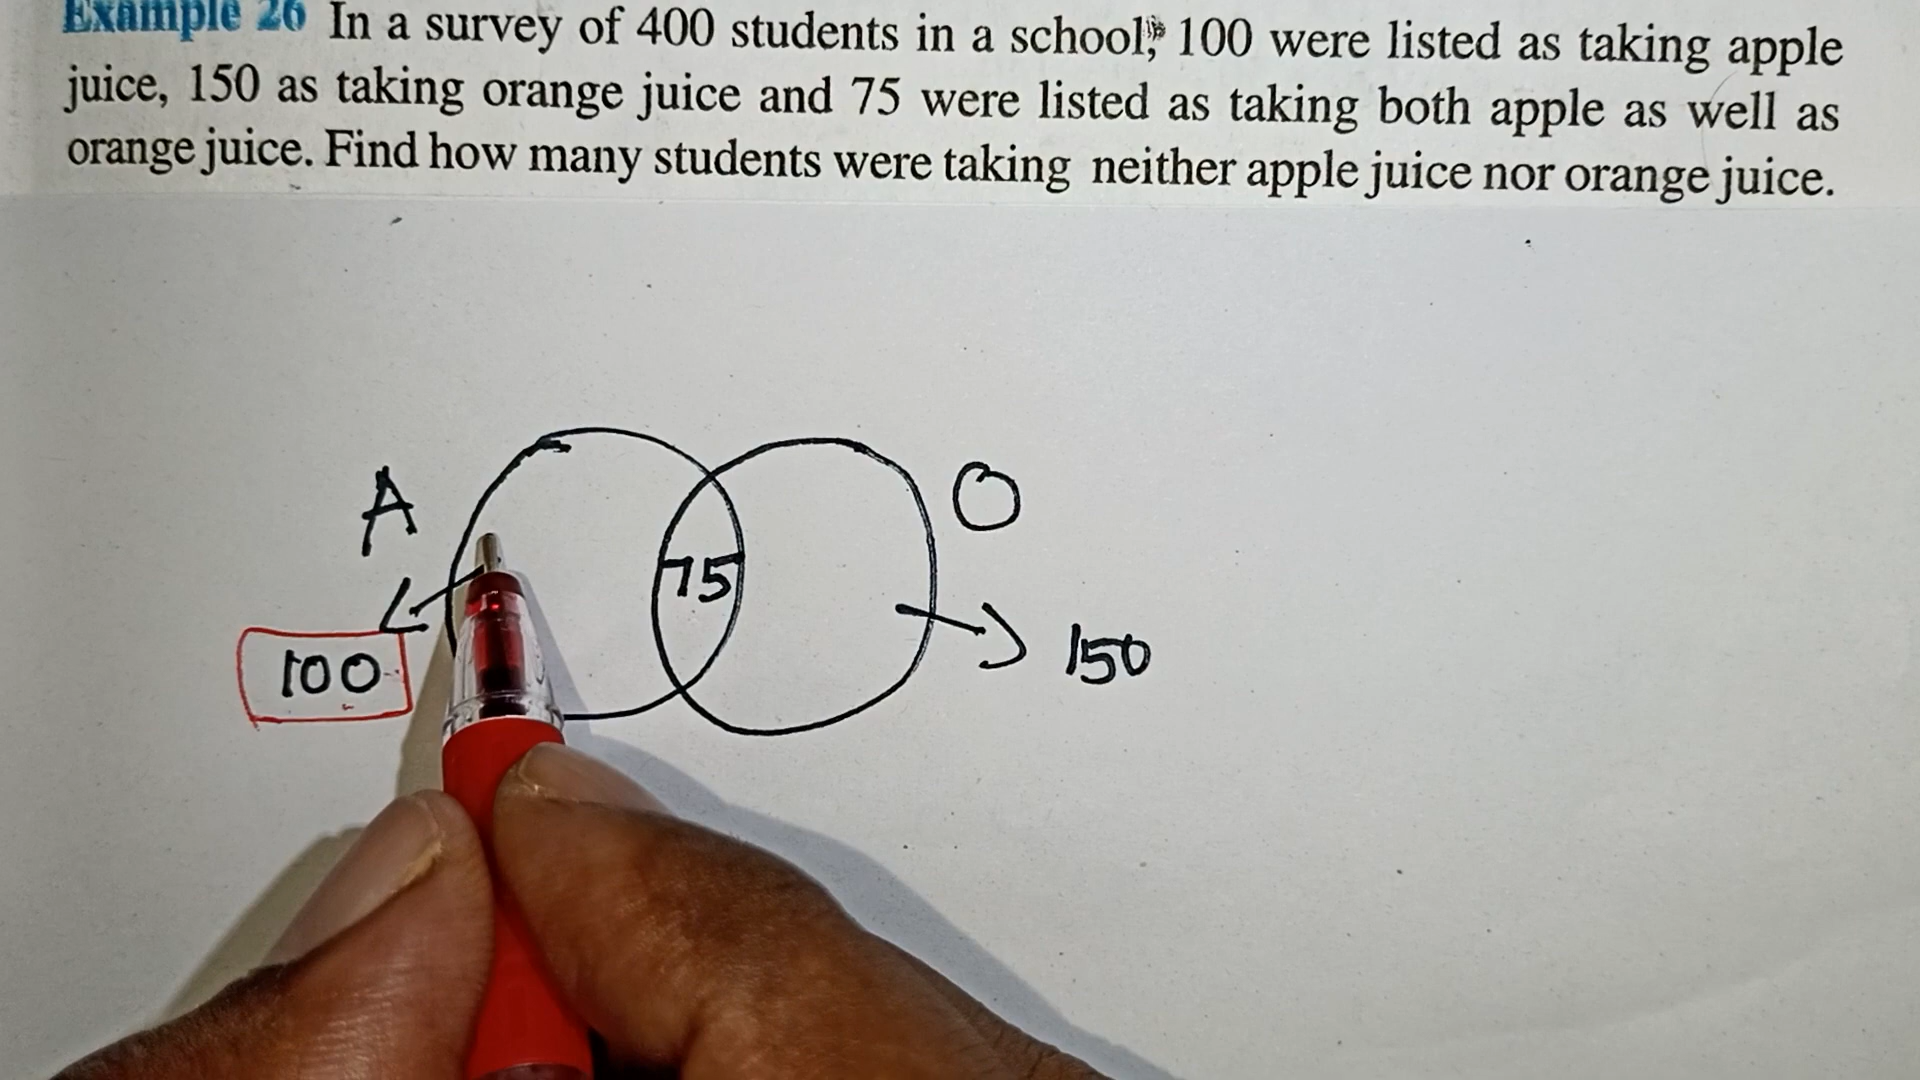 Example 26 In a survey of 400 students in a school, 100 were listed as taking apple
juice, 150 as taking orange juice and 75 were listed as taking both apple as well as
orange juice. Find how many students were taking neither apple juice nor orange juice.
A
O
75
100
150